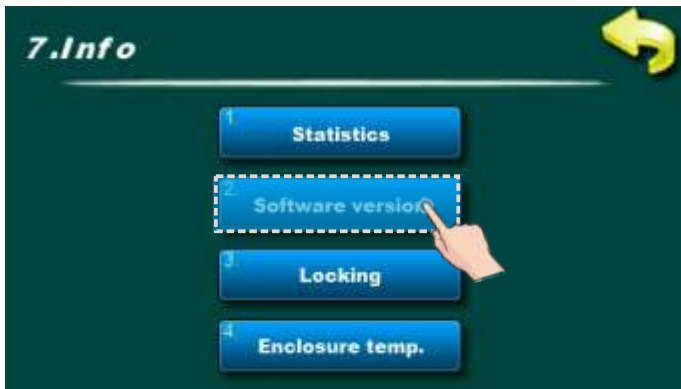 7.Info
1.
Statistics
2.
Software version
3.
Locking
4.
Enclosure temp.